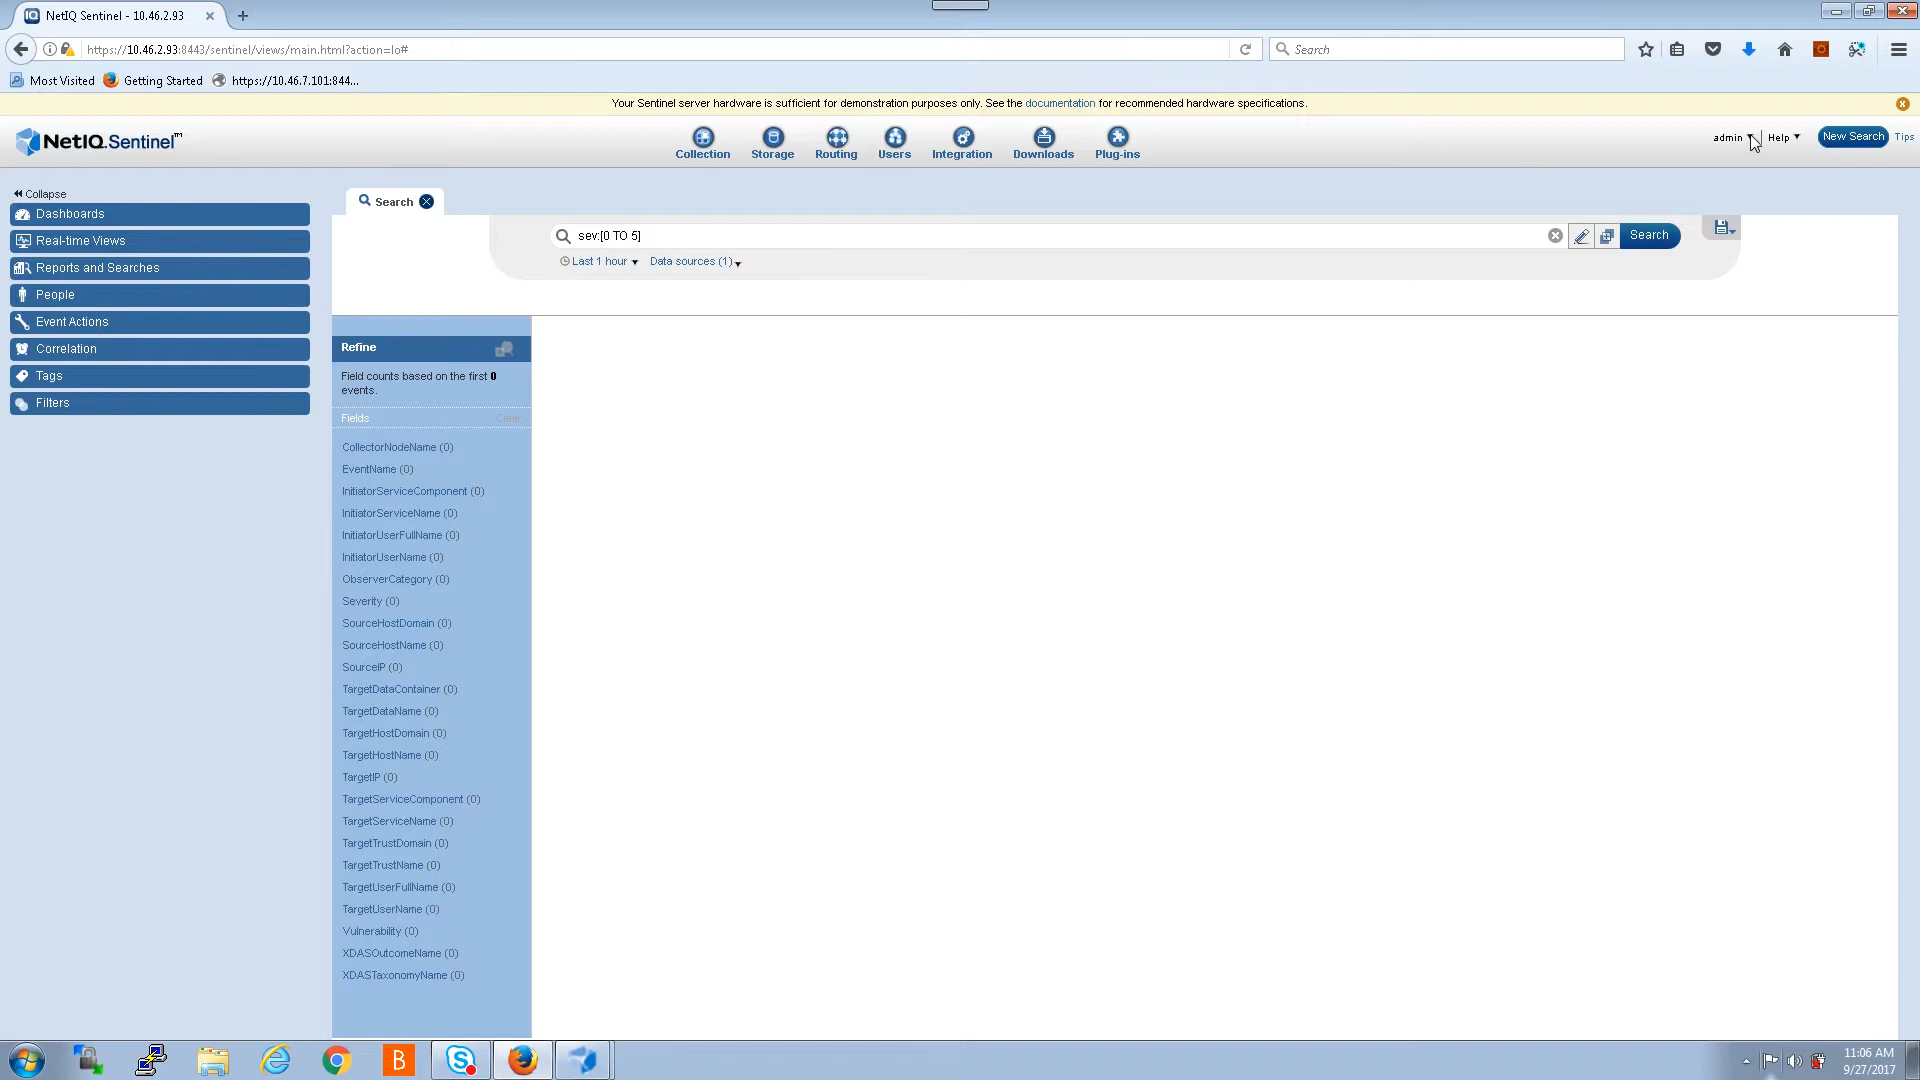 NetIQ Sentinel - 10.46.2.93
https://10.46.2.93:8443/sentinel/views/main.html?action=lo#
Search
Most Visited
Getting Started
https://10.46.7.101:844...
Your Sentinel server hardware is sufficient for demonstration purposes only. See the documentation for recommended hardware specifications.
NetIQ Sentinel™
Collection
Storage
Routing
Users
Integration
Downloads
Plug-ins
admin
Help
New Search
Tips
Collapse
Dashboards
Real-time Views
Reports and Searches
People
Event Actions
Correlation
Tags
Filters
Search
sev:[0 TO 5]
Search
Last 1 hour
Data sources (1)
Refine
Field counts based on the first 0
events.
Fields
Clear
CollectorNodeName (0)
EventName (0)
InitiatorServiceComponent (0)
InitiatorServiceName (0)
InitiatorUserFullName (0)
InitiatorUserName (0)
ObserverCategory (0)
Severity (0)
SourceHostDomain (0)
SourceHostName (0)
SourceIP (0)
TargetDataContainer (0)
TargetDataName (0)
TargetHostDomain (0)
TargetHostName (0)
TargetIP (0)
TargetServiceComponent (0)
TargetServiceName (0)
TargetTrustDomain (0)
TargetTrustName (0)
TargetUserFullName (0)
TargetUserName (0)
Vulnerability (0)
XDASOutcomeName (0)
XDASTaxonomyName (0)
B
11:06 AM
9/27/2017